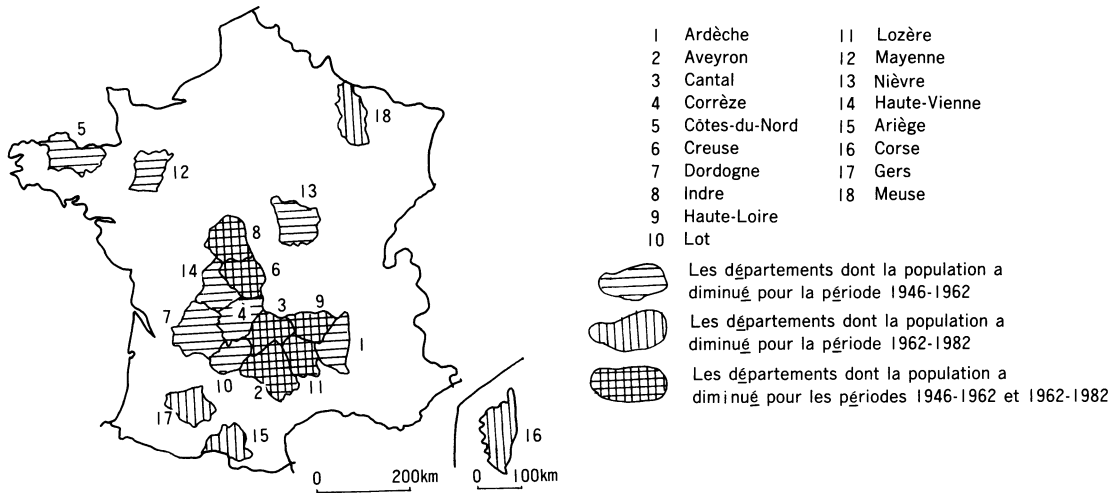 1 Ardèche
2 Aveyron
3 Cantal
4 Corrèze
5 Côtes-du-Nord
6 Creuse
7 Dordogne
8 Indre
9 Haute-Loire
10 Lot
11 Lozère
12 Mayenne
13 Nièvre
14 Haute-Vienne
15 Ariège
16 Corse
17 Gers
18 Meuse
Les départements dont la population a
diminué pour la période 1946-1962
Les départements dont la population a
diminué pour la période 1962-1982
Les départements dont la population a
diminué pour les périodes 1946-1962 et 1962-1982
5
18
12
13
8
14
6
7
4
3
9
1
10
2
11
17
15
16
0 200km
0 100km